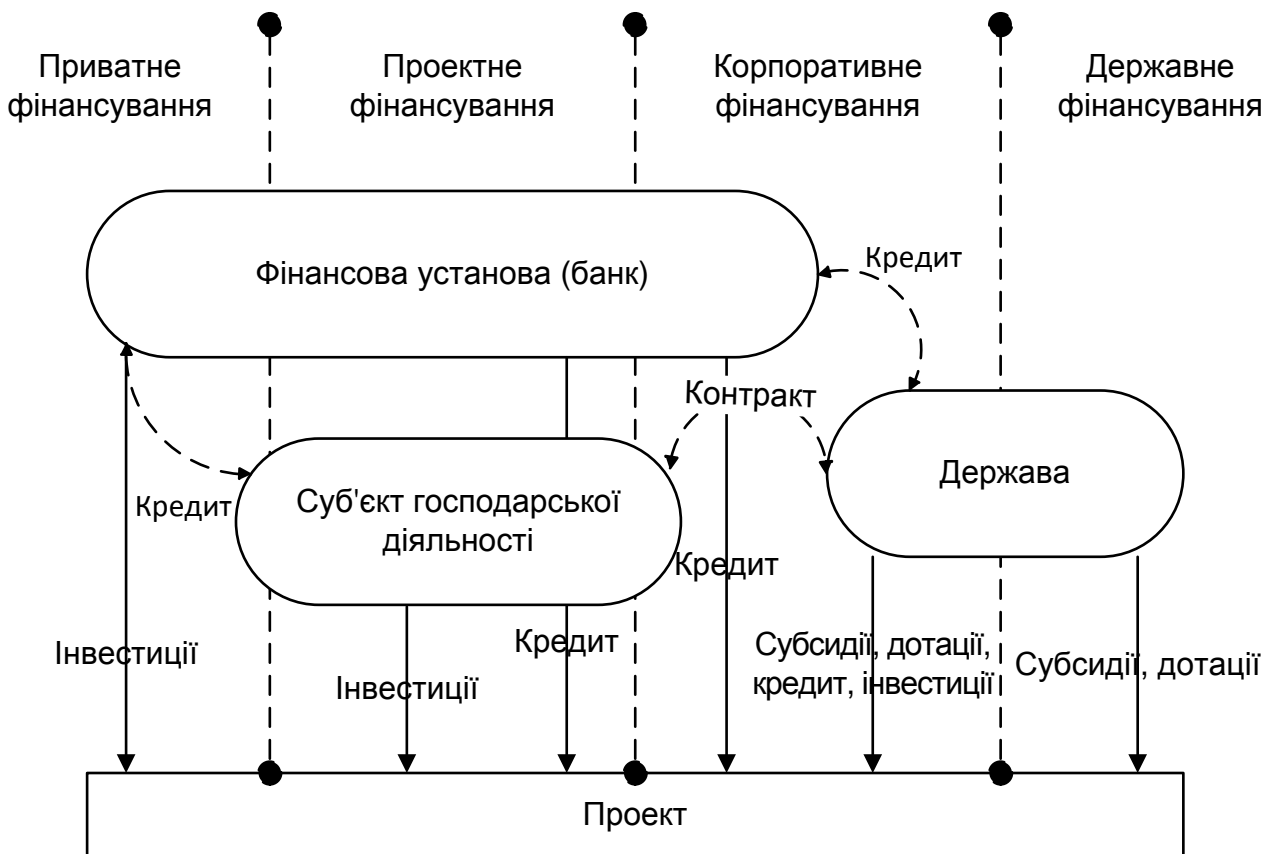 Приватне
фінансування
Проектне
фінансування
Корпоративне
фінансування
Державне
фінансування
Фінансова установа (банк)
Кредит
Контракт
Держава
Кредит
Суб'єкт господарської
діяльності
Кредит
Інвестиції
Інвестиції
Кредит
Субсидії, дотації,
кредит, інвестиції
Субсидії, дотації
Проект